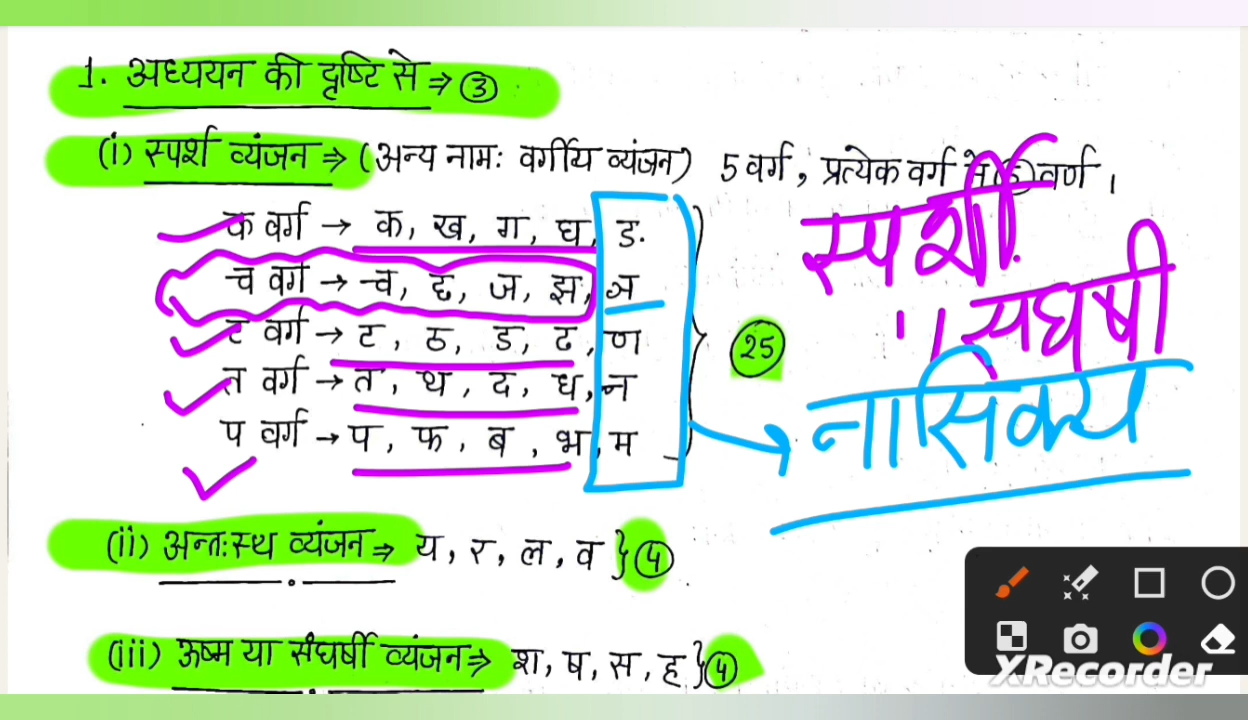 1. अध्ययन की दृष्टि से ⇒ ③
(i) स्पर्श व्यंजन ⇒ (अन्य नामः वर्गीय व्यंजन) 5 वर्ग, प्रत्येक वर्ग में वर्ण ।
क वर्ग → क, ख, ग, घ, ङ
च वर्ग → च, छ, ज, झ, ञ
ट वर्ग → ट, ठ, ड, ढ, ण
त वर्ग → त, थ, द, ध, न
प वर्ग → प, फ, ब, भ, म
} 25
स्पर्शी
" संघर्षी
नासिक्य
(ii) अन्तःस्थ व्यंजन ⇒ य, र, ल, व } ④
(iii) ऊष्म या संघर्षी व्यंजन ⇒ श, ष, स, ह } ④
XRecorder